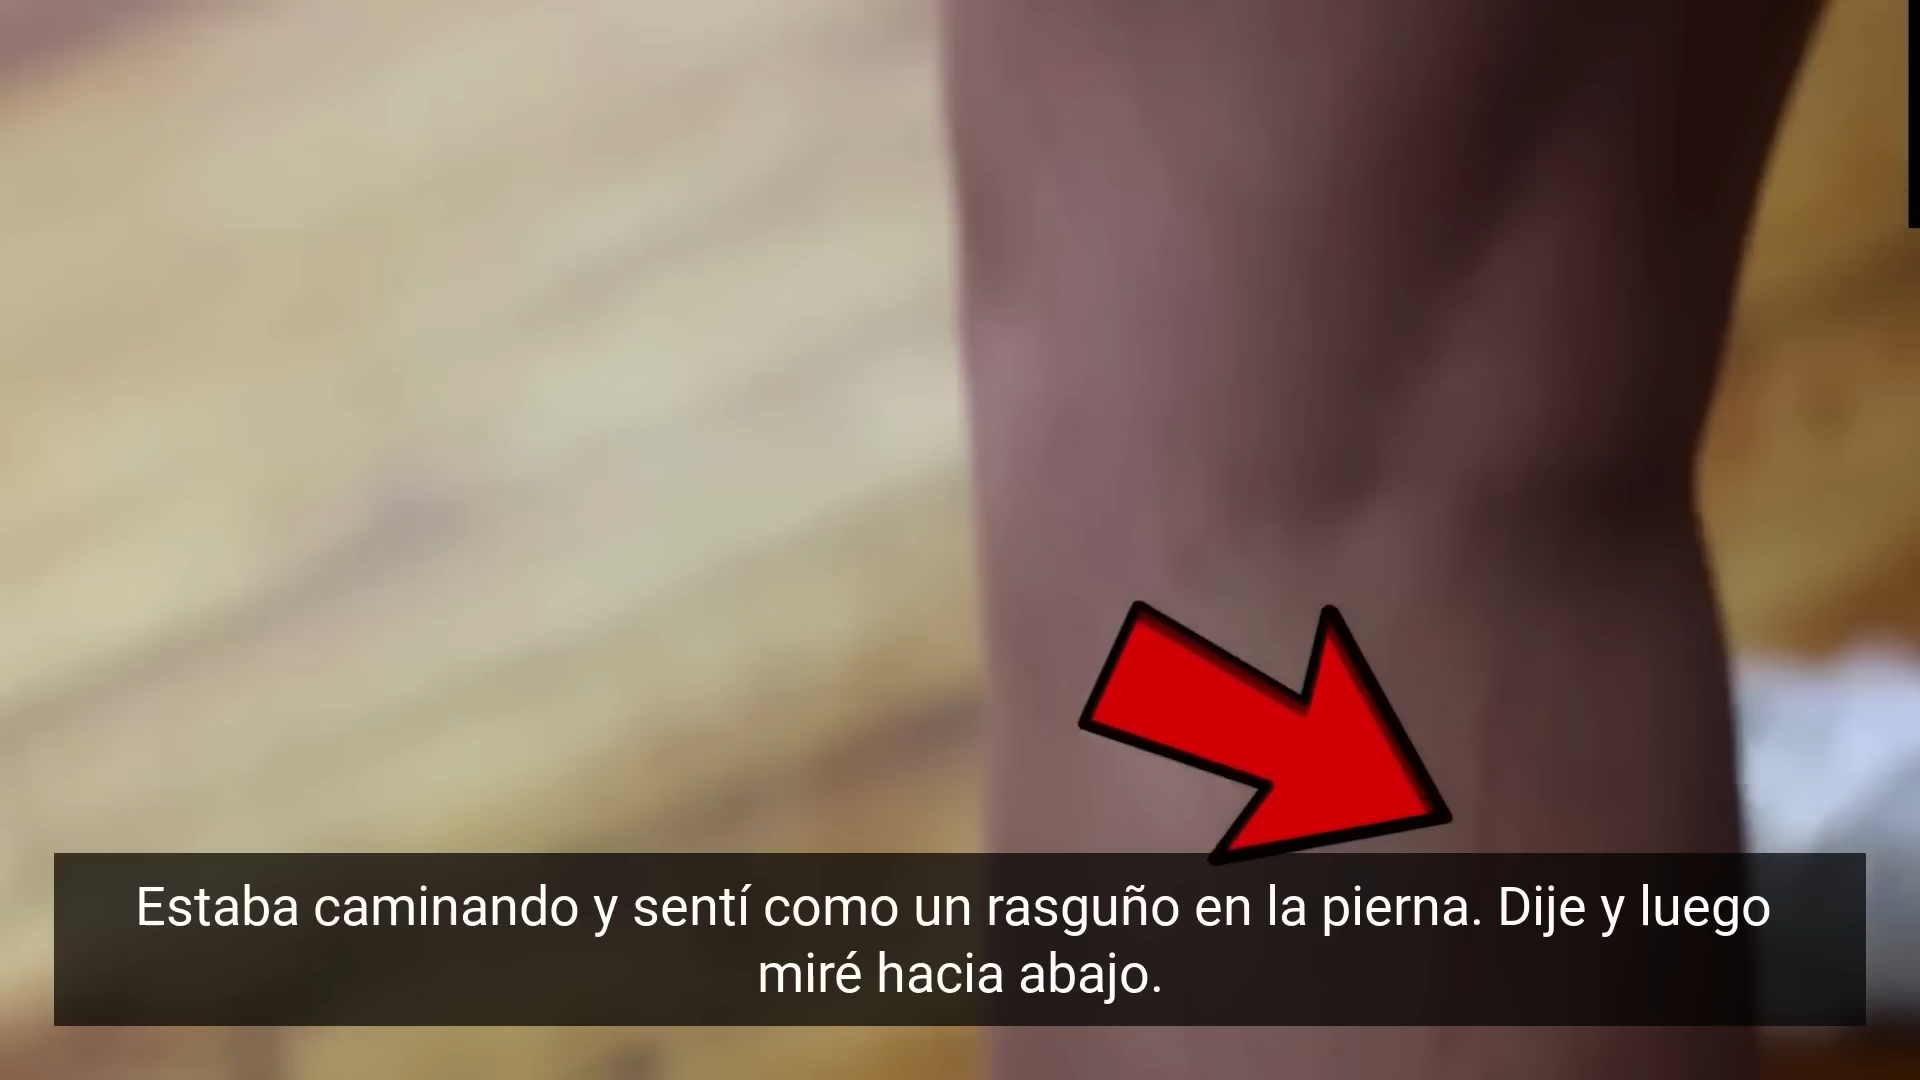 Estaba caminando y sentí como un rasguño en la pierna. Dije y luego
miré hacia abajo.